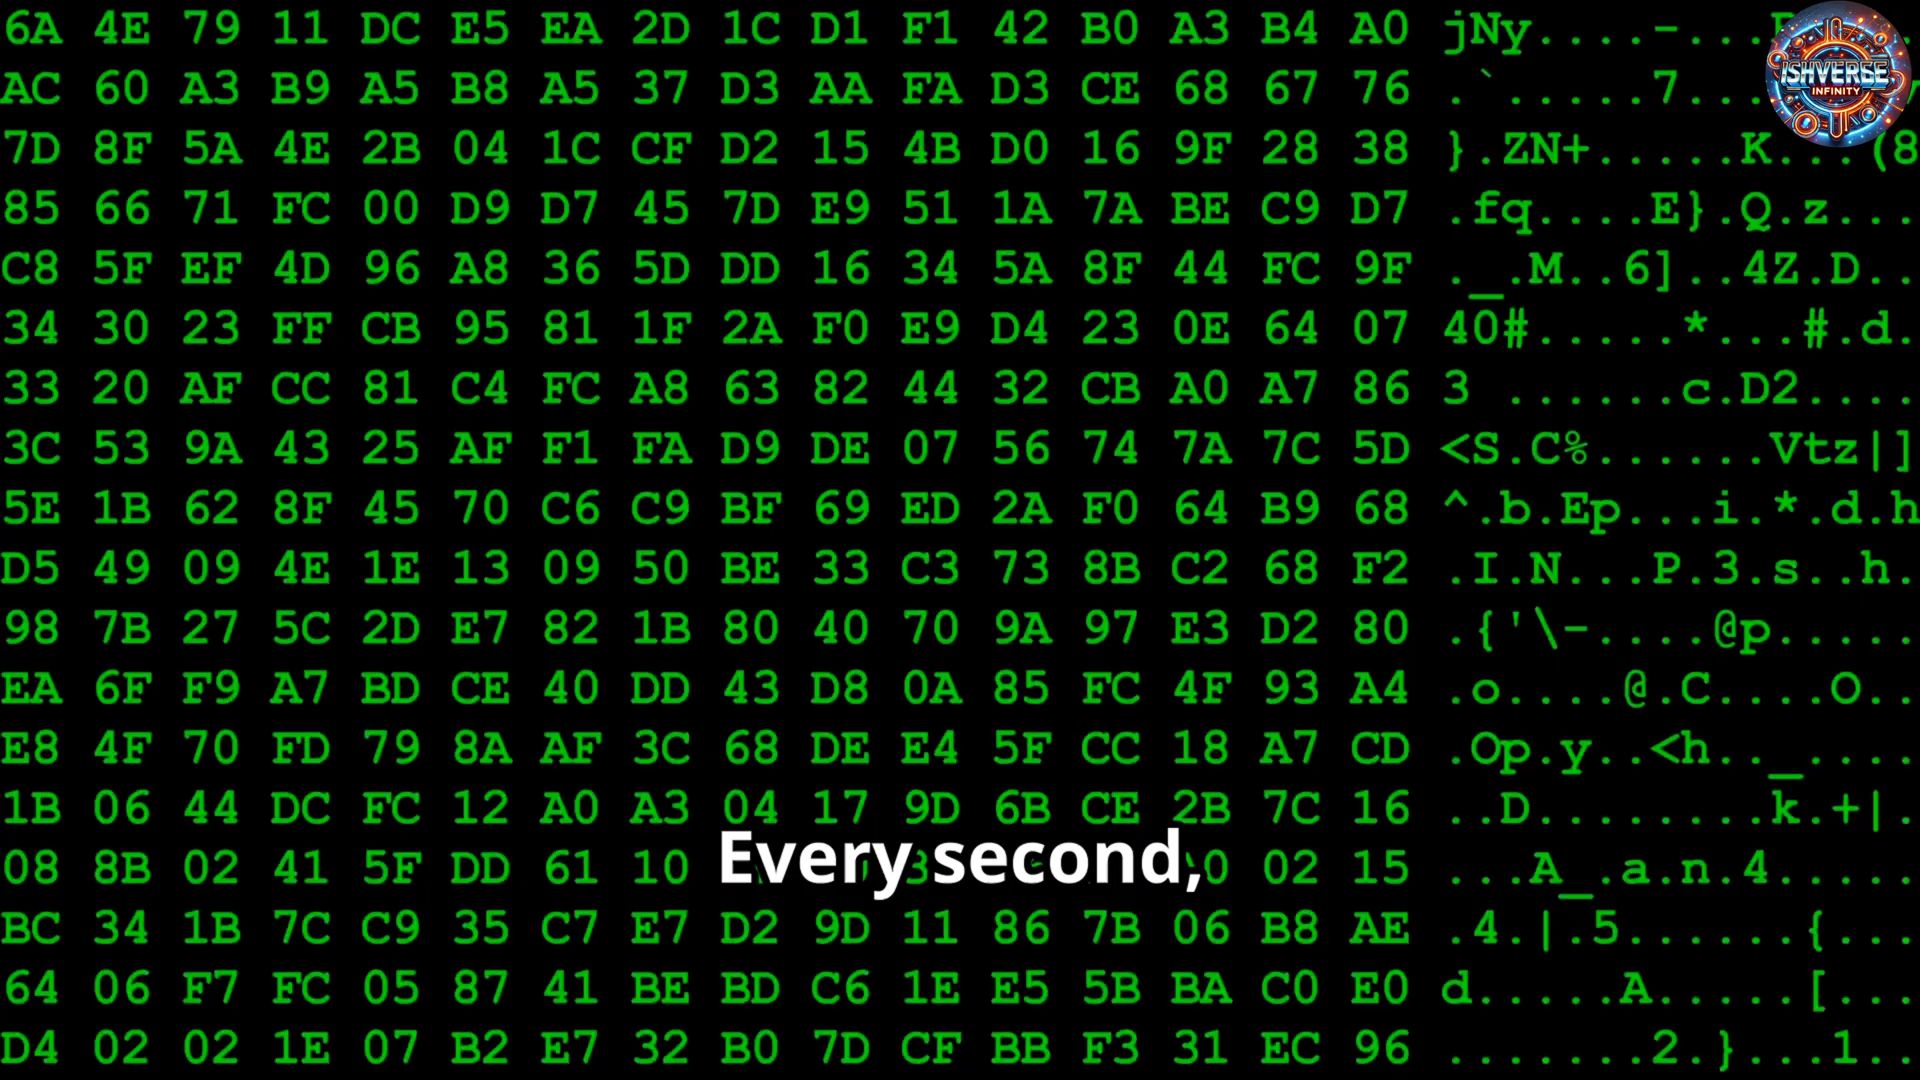 6A 4E 79 11 DC E5 EA 2D 1C D1 F1 42 B0 A3 B4 A0 jNy....-...
AC 60 A3 B9 A5 B8 A5 37 D3 AA FA D3 CE 68 67 76 .`.....7...
7D 8F 5A 4E 2B 04 1C CF D2 15 4B D0 16 9F 28 38 }.ZN+.....K...(8
85 66 71 FC 00 D9 D7 45 7D E9 51 1A 7A BE C9 D7 .fq....E}.Q.z...
C8 5F EF 4D 96 A8 36 5D DD 16 34 5A 8F 44 FC 9F ._.M..6]..4Z.D..
34 30 23 FF CB 95 81 1F 2A F0 E9 D4 23 0E 64 07 40#.....*...#.d.
33 20 AF CC 81 C4 FC A8 63 82 44 32 CB A0 A7 86 3 ......c.D2....
3C 53 9A 43 25 AF F1 FA D9 DE 07 56 74 7A 7C 5D <S.C%......Vtz|]
5E 1B 62 8F 45 70 C6 C9 BF 69 ED 2A F0 64 B9 68 ^.b.Ep...i.*.d.h
D5 49 09 4E 1E 13 09 50 BE 33 C3 73 8B C2 68 F2 .I.N...P.3.s..h.
98 7B 27 5C 2D E7 82 1B 80 40 70 9A 97 E3 D2 80 .{'\-....@p.....
EA 6F F9 A7 BD CE 40 DD 43 D8 0A 85 FC 4F 93 A4 .o....@.C....O..
E8 4F 70 FD 79 8A AF 3C 68 DE E4 5F CC 18 A7 CD .Op.y..<h.._....
1B 06 44 DC FC 12 A0 A3 04 17 9D 6B CE 2B 7C 16 ..D........k.+|.
08 8B 02 41 5F DD 61 10 02 15 ...A_.a.n.4.....
BC 34 1B 7C C9 35 C7 E7 D2 9D 11 86 7B 06 B8 AE .4.|.5......{...
64 06 F7 FC 05 87 41 BE BD C6 1E E5 5B BA C0 E0 d.....A.....[...
D4 02 02 1E 07 B2 E7 32 B0 7D CF BB F3 31 EC 96 .......2.}...1..
ISHVERSE
INFINITY
Every second,